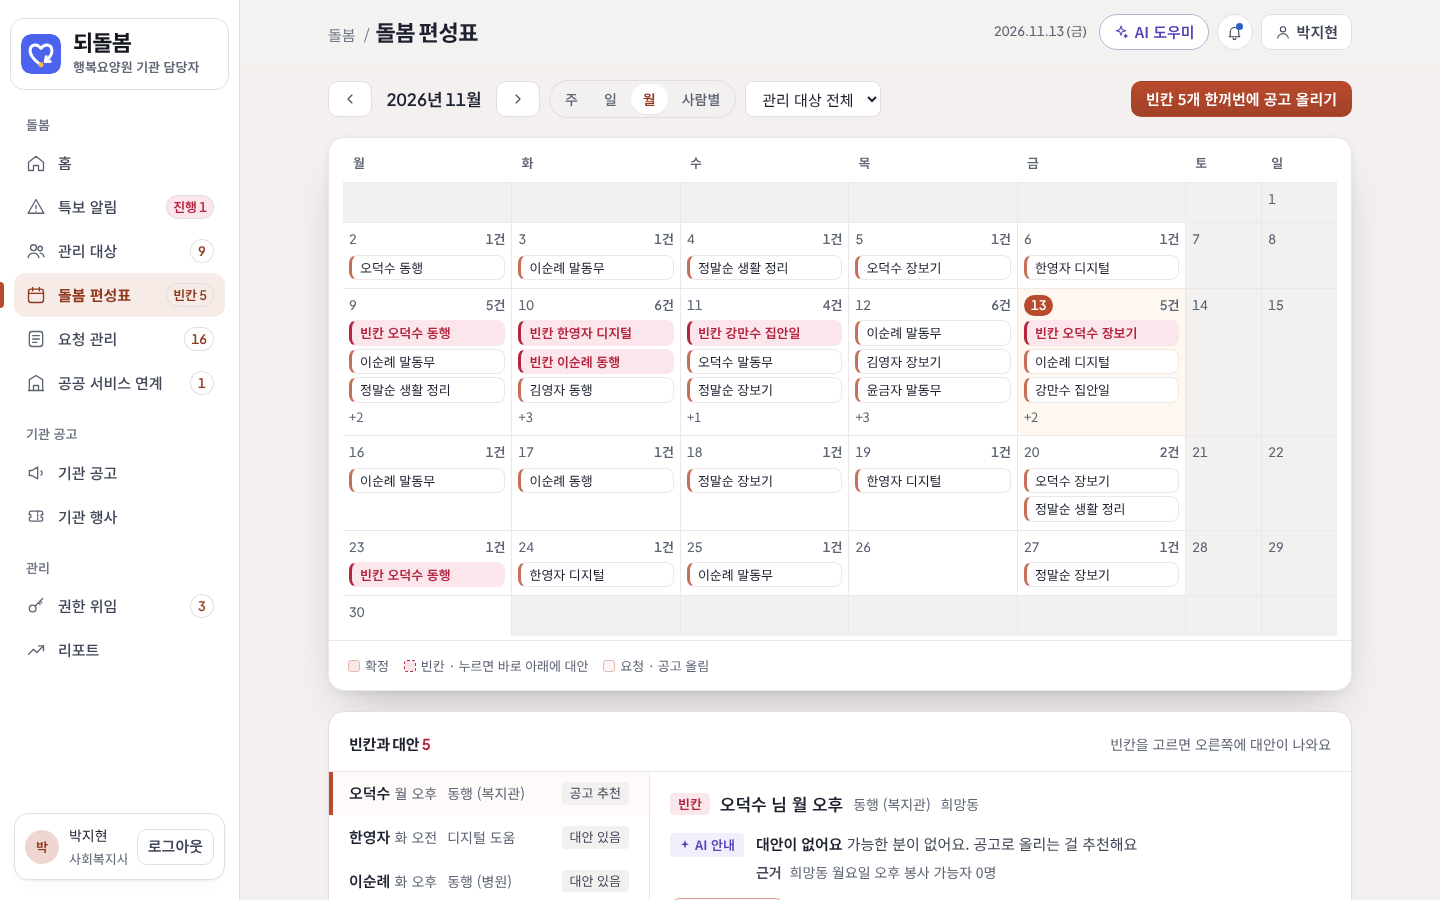 되돌봄
행복요양원 기관 담당자
돌봄
홈
특보 알림 진행 1
관리 대상 9
돌봄 편성표 빈칸 5
요청 관리 16
공공 서비스 연계 1
기관 공고
기관 공고
기관 행사
관리
권한 위임 3
리포트
박 박지현
사회복지사
로그아웃
돌봄 / 돌봄 편성표
2026.11.13(금) AI 도우미 박지현
2026년 11월 주 일 월 사람별 관리 대상 전체 빈칸 5개 한꺼번에 공고 올리기
월 화 수 목 금 토 일
1
2 1건 3 1건 4 1건 5 1건 6 1건 7 8
오덕수 동행 이순례 말동무 정말순 생활 정리 오덕수 장보기 한영자 디지털
9 5건 10 6건 11 4건 12 6건 13 5건 14 15
빈칸 오덕수 동행 빈칸 한영자 디지털 빈칸 강만수 집안일 이순례 말동무 빈칸 오덕수 장보기
이순례 말동무 빈칸 이순례 동행 오덕수 말동무 김영자 장보기 이순례 디지털
정말순 생활 정리 김영자 동행 정말순 장보기 윤금자 말동무 강만수 집안일
+2 +3 +1 +3 +2
16 1건 17 1건 18 1건 19 1건 20 2건 21 22
이순례 말동무 이순례 동행 정말순 장보기 한영자 디지털 오덕수 장보기
정말순 생활 정리
23 1건 24 1건 25 1건 26 27 1건 28 29
빈칸 오덕수 동행 한영자 디지털 이순례 말동무 정말순 장보기
30
확정 빈칸 · 누르면 바로 아래에 대안 요청 · 공고 올림
빈칸과 대안 5 빈칸을 고르면 오른쪽에 대안이 나와요
오덕수 월 오후 동행 (복지관) 공고 추천
한영자 화 오전 디지털 도움 대안 있음
이순례 화 오후 동행 (병원) 대안 있음
빈칸 오덕수 님 월 오후 동행 (복지관) 희망동
AI 안내 대안이 없어요 가능한 분이 없어요. 공고로 올리는 걸 추천해요
근거 희망동 월요일 오후 봉사 가능자 0명